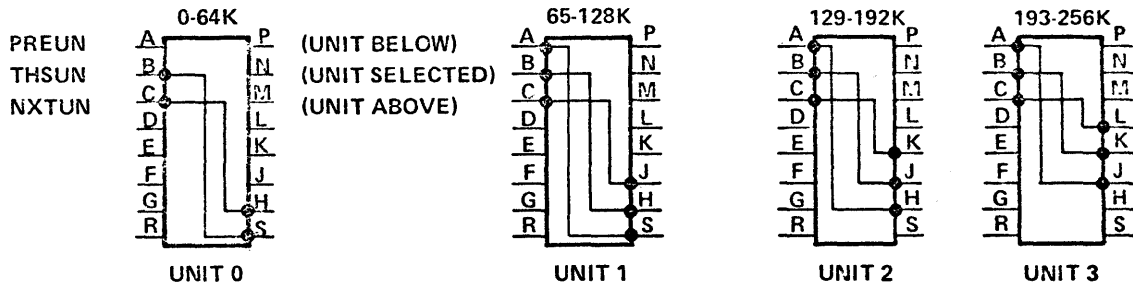 0-64K 65-128K 129-192K 193-256K
PREUN A P (UNIT BELOW) A P A P A P
THSUN B N (UNIT SELECTED) B N B N B N
NXTUN C M (UNIT ABOVE) C M C M C M
D L D L D L D L
E K E K E K E K
F J F J F J F J
G H G H G H G H
R S R S R S R S
UNIT 0 UNIT 1 UNIT 2 UNIT 3